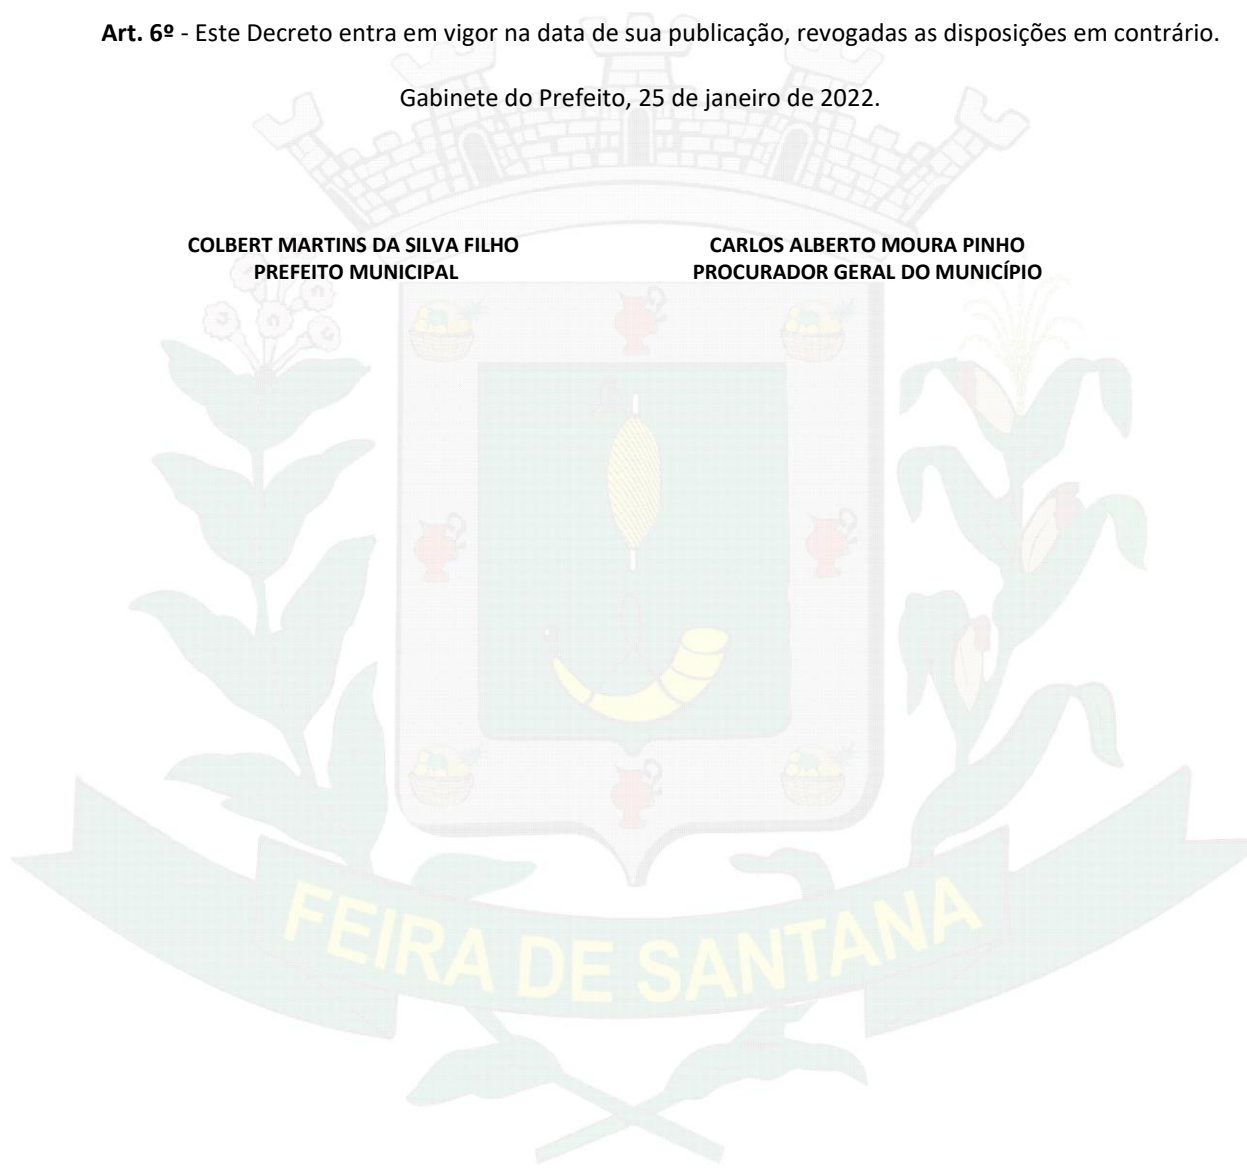 Art. 6º - Este Decreto entra em vigor na data de sua publicação, revogadas as disposições em contrário.
Gabinete do Prefeito, 25 de janeiro de 2022.
COLBERT MARTINS DA SILVA FILHO
PREFEITO MUNICIPAL
CARLOS ALBERTO MOURA PINHO
PROCURADOR GERAL DO MUNICÍPIO
FEIRA DE SANTANA